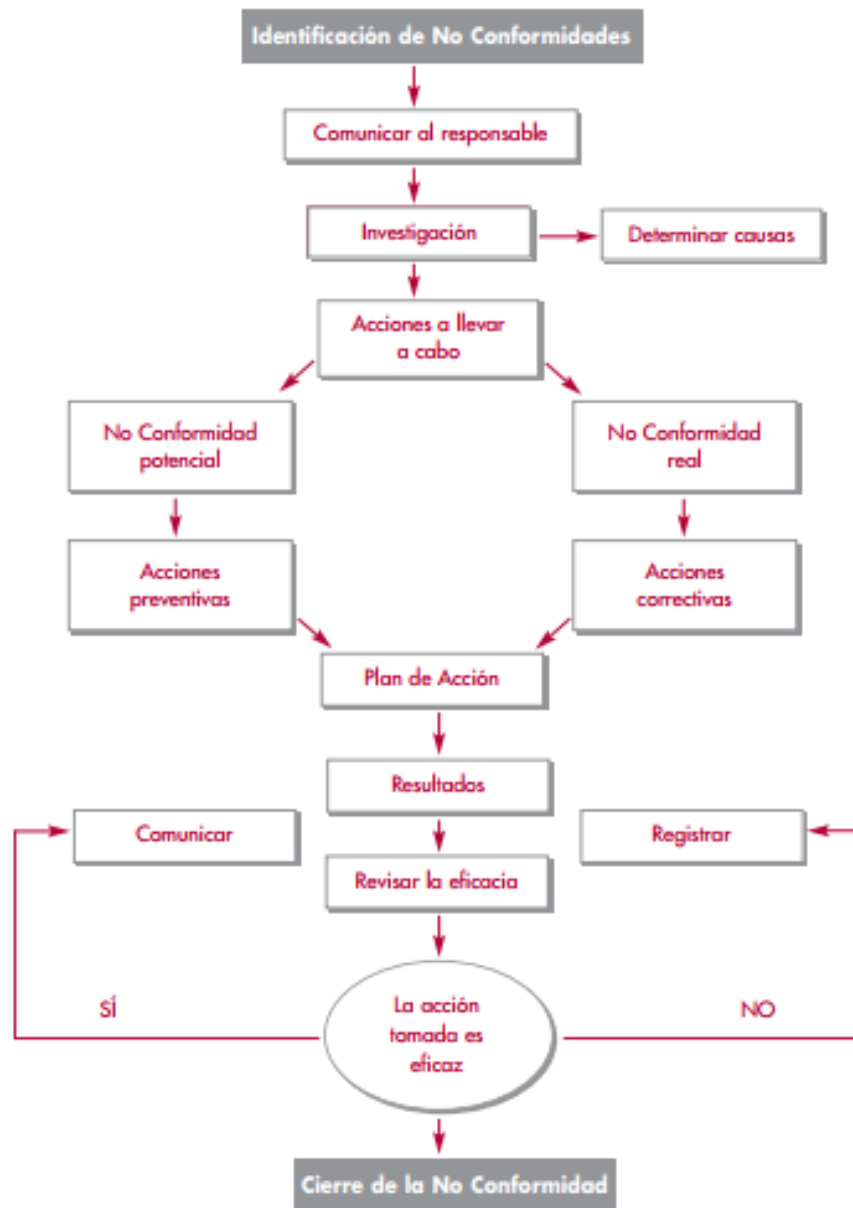 Identificación de No Conformidades
Comunicar al responsable
Investigación
Determinar causas
Acciones a llevar
a cabo
No Conformidad
potencial
No Conformidad
real
Acciones
preventivas
Acciones
correctivas
Plan de Acción
Resultados
Comunicar
Registrar
Revisar la eficacia
SÍ
La acción
tomada es
eficaz
NO
Cierre de la No Conformidad